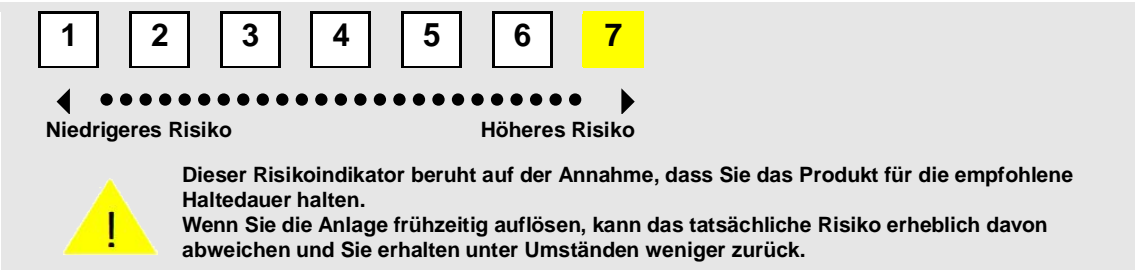 1 2 3 4 5 6 7
Niedrigeres Risiko Höheres Risiko
Dieser Risikoindikator beruht auf der Annahme, dass Sie das Produkt für die empfohlene
Haltedauer halten.
Wenn Sie die Anlage frühzeitig auflösen, kann das tatsächliche Risiko erheblich davon
abweichen und Sie erhalten unter Umständen weniger zurück.
!